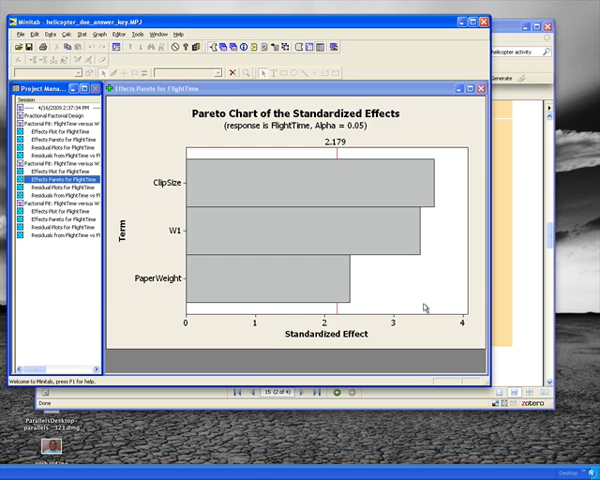 Minitab - helicopter_doe_answer_key.MPJ
File Edit Data Calc Stat Graph Editor Tools Window Help
helicopter activity
Generate
Project Mana...
Session
4/16/2009 2:37:34 PM
Fractional Factorial Design
Factorial Fit: FlightTime versus W
Effects Plot for FlightTime
Effects Pareto for FlightTime
Residual Plots for FlightTime
Residuals from FlightTime vs Fl
Factorial Fit: FlightTime versus W
Effects Plot for FlightTime
Effects Pareto for FlightTime
Residual Plots for FlightTime
Residuals from FlightTime vs Fl
Factorial Fit: FlightTime versus W
Effects Plot for FlightTime
Effects Pareto for FlightTime
Residual Plots for FlightTime
Residuals from FlightTime vs Fl
Effects Pareto for FlightTime
Pareto Chart of the Standardized Effects
(response is FlightTime, Alpha = 0.05)
2.179
Term
ClipSize
W1
PaperWeight
0 1 2 3 4
Standardized Effect
Welcome to Minitab, press F1 for help.
15 (2 of 4)
Done
zotero
ParallelsDesktop-
parallels-...123.dmg
Desktop